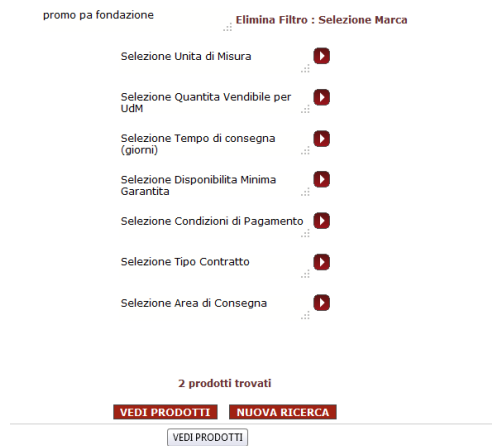 promo pa fondazione
Elimina Filtro : Selezione Marca
Selezione Unita di Misura
Selezione Quantita Vendibile per
UdM
Selezione Tempo di consegna
(giorni)
Selezione Disponibilita Minima
Garantita
Selezione Condizioni di Pagamento
Selezione Tipo Contratto
Selezione Area di Consegna
2 prodotti trovati
VEDI PRODOTTI NUOVA RICERCA
VEDI PRODOTTI